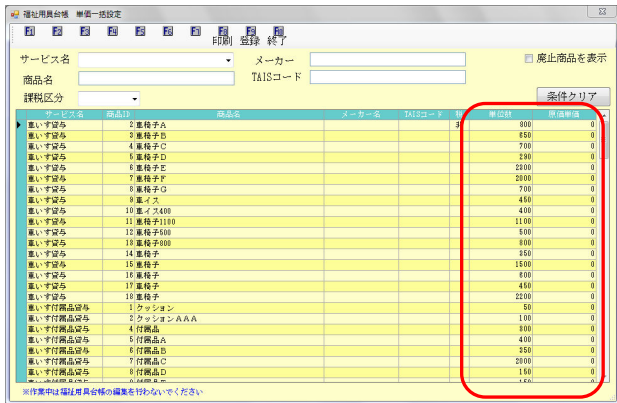 福祉用具台帳 単価一括設定
F1 F2 F3 F4 F5 F6 F7 F8 F9 F10
印刷 登録 終了
サービス名 メーカー 廃止商品を表示
商品名 TAISコード
課税区分 条件クリア
サービス名 商品ID 商品名 メーカー名 TAISコード 単位数 原価単価
車いす貸与 2 車椅子A 非 800 0
車いす貸与 3 車椅子B 650 0
車いす貸与 4 車椅子C 700 0
車いす貸与 5 車椅子D 280 0
車いす貸与 6 車椅子E 2800 0
車いす貸与 7 車椅子F 2000 0
車いす貸与 8 車椅子G 700 0
車いす貸与 9 車イス 450 0
車いす貸与 10 車イス400 400 0
車いす貸与 11 車椅子1100 1100 0
車いす貸与 12 車椅子500 500 0
車いす貸与 13 車椅子800 800 0
車いす貸与 14 車椅子 350 0
車いす貸与 15 車椅子 1500 0
車いす貸与 16 車椅子 600 0
車いす貸与 17 車椅子 450 0
車いす貸与 18 車椅子 2200 0
車いす付属品貸与 1 クッション 50 0
車いす付属品貸与 2 クッションAAA 100 0
車いす付属品貸与 4 付属品 300 0
車いす付属品貸与 5 付属品A 400 0
車いす付属品貸与 6 付属品B 350 0
車いす付属品貸与 7 付属品C 2000 0
車いす付属品貸与 8 付属品D 150 0
※作業中は福祉用具台帳の編集を行わないでください